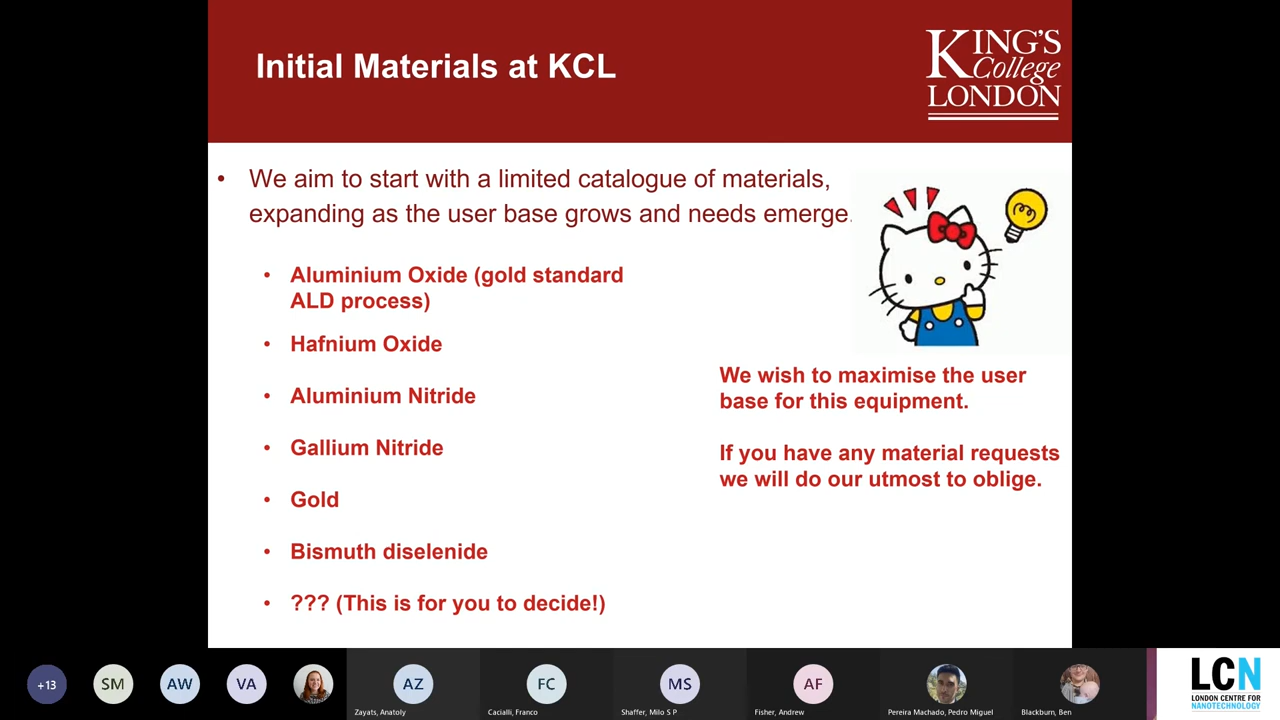 Initial Materials at KCL
KING'S
College
LONDON
• We aim to start with a limited catalogue of materials,
expanding as the user base grows and needs emerge.
• Aluminium Oxide (gold standard
ALD process)
• Hafnium Oxide
• Aluminium Nitride
• Gallium Nitride
• Gold
• Bismuth diselenide
• ??? (This is for you to decide!)
We wish to maximise the user
base for this equipment.
If you have any material requests
we will do our utmost to oblige.
+13
SM
AW
VA
AZ
Zayats, Anatoly
FC
Cacialli, Franco
MS
Shaffer, Milo S P
AF
Fisher, Andrew
Pereira Machado, Pedro Miguel
Blackburn, Ben
LCN
LONDON CENTRE FOR
NANOTECHNOLOGY